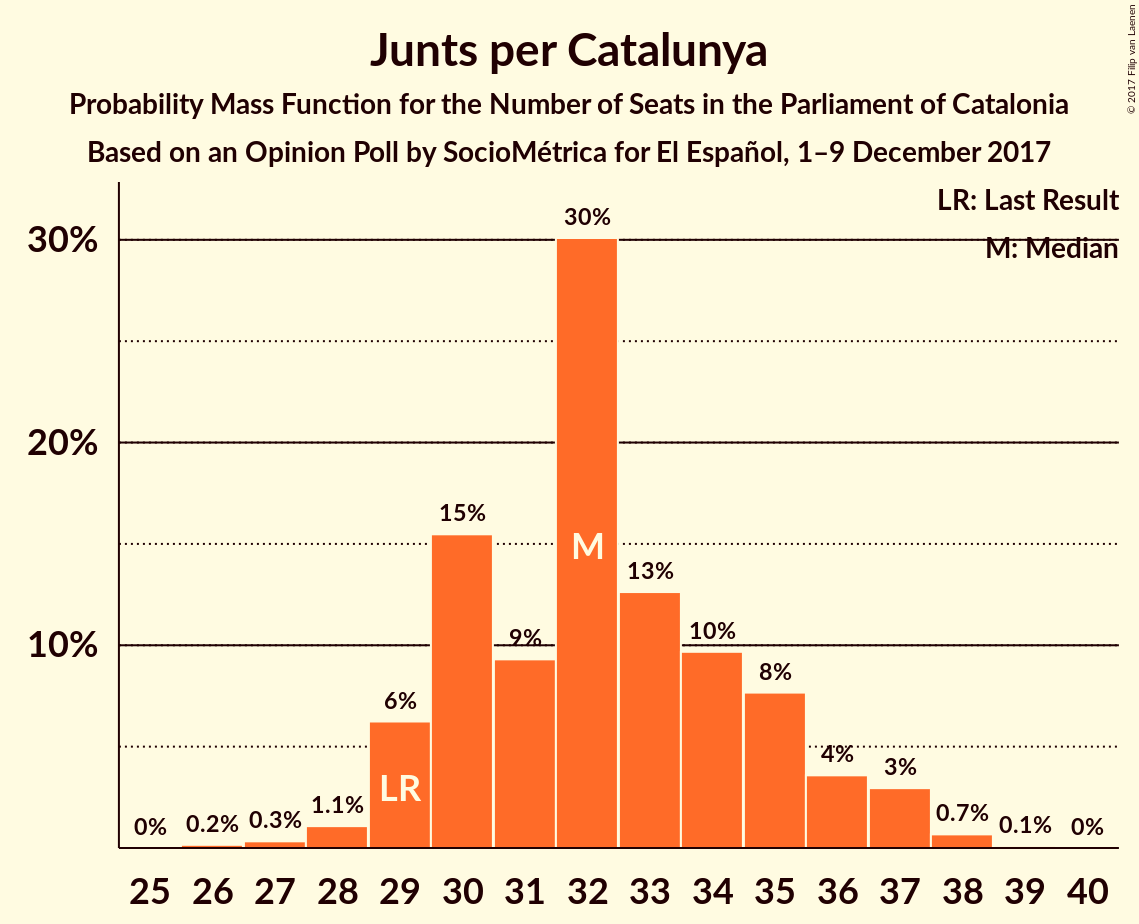 Junts per Catalunya
Probability Mass Function for the Number of Seats in the Parliament of Catalonia
Based on an Opinion Poll by SocioMétrica for El Español, 1–9 December 2017
© 2017 Filip van Laenen
LR: Last Result
M: Median
30%
20%
10%
0%
0.2%
0.3%
1.1%
6%
15%
9%
30%
13%
10%
8%
4%
3%
0.7%
0.1%
0%
LR
M
25 26 27 28 29 30 31 32 33 34 35 36 37 38 39 40